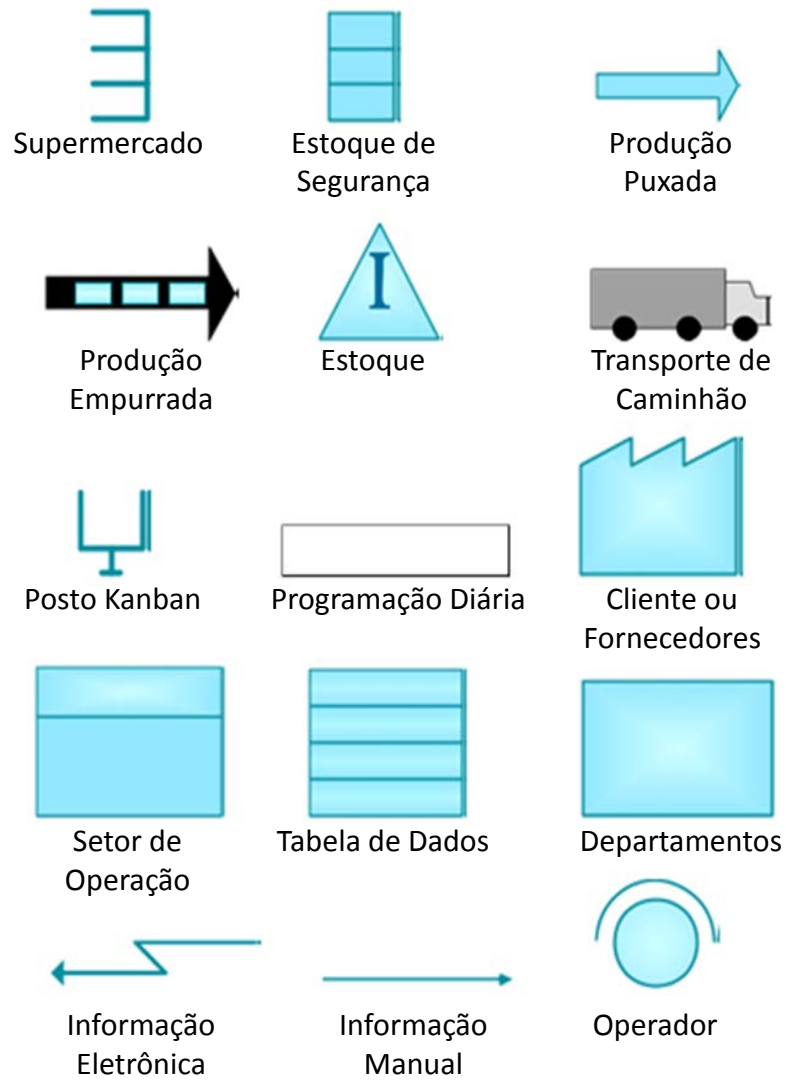 Supermercado
Estoque de
Segurança
Produção
Puxada
Produção
Empurrada
I
Estoque
Transporte de
Caminhão
Posto Kanban
Programação Diária
Cliente ou
Fornecedores
Setor de
Operação
Tabela de Dados
Departamentos
Informação
Eletrônica
Informação
Manual
Operador